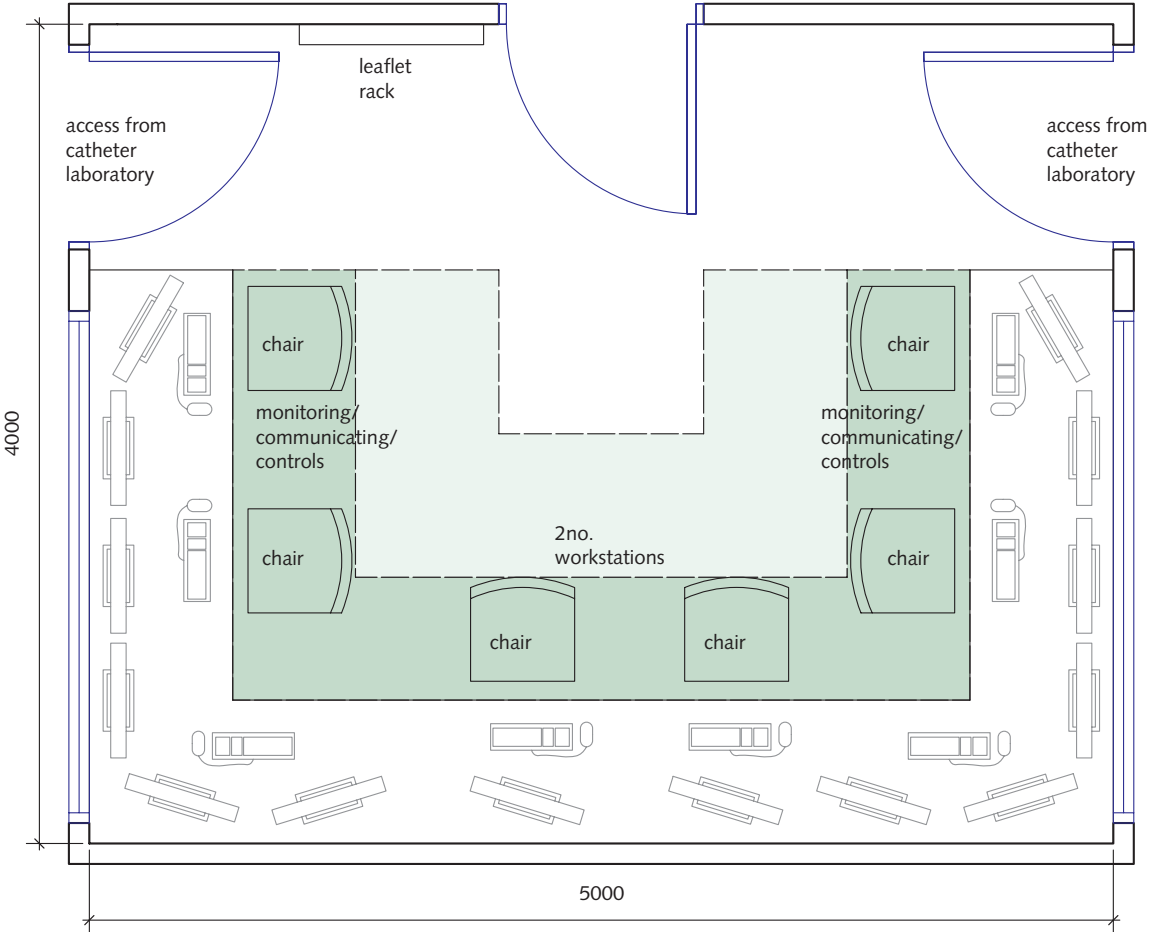 leaflet
rack
access from
catheter
laboratory
access from
catheter
laboratory
chair
chair
monitoring/
communicating/
controls
monitoring/
communicating/
controls
4000
2no.
workstations
chair
chair
chair
chair
5000